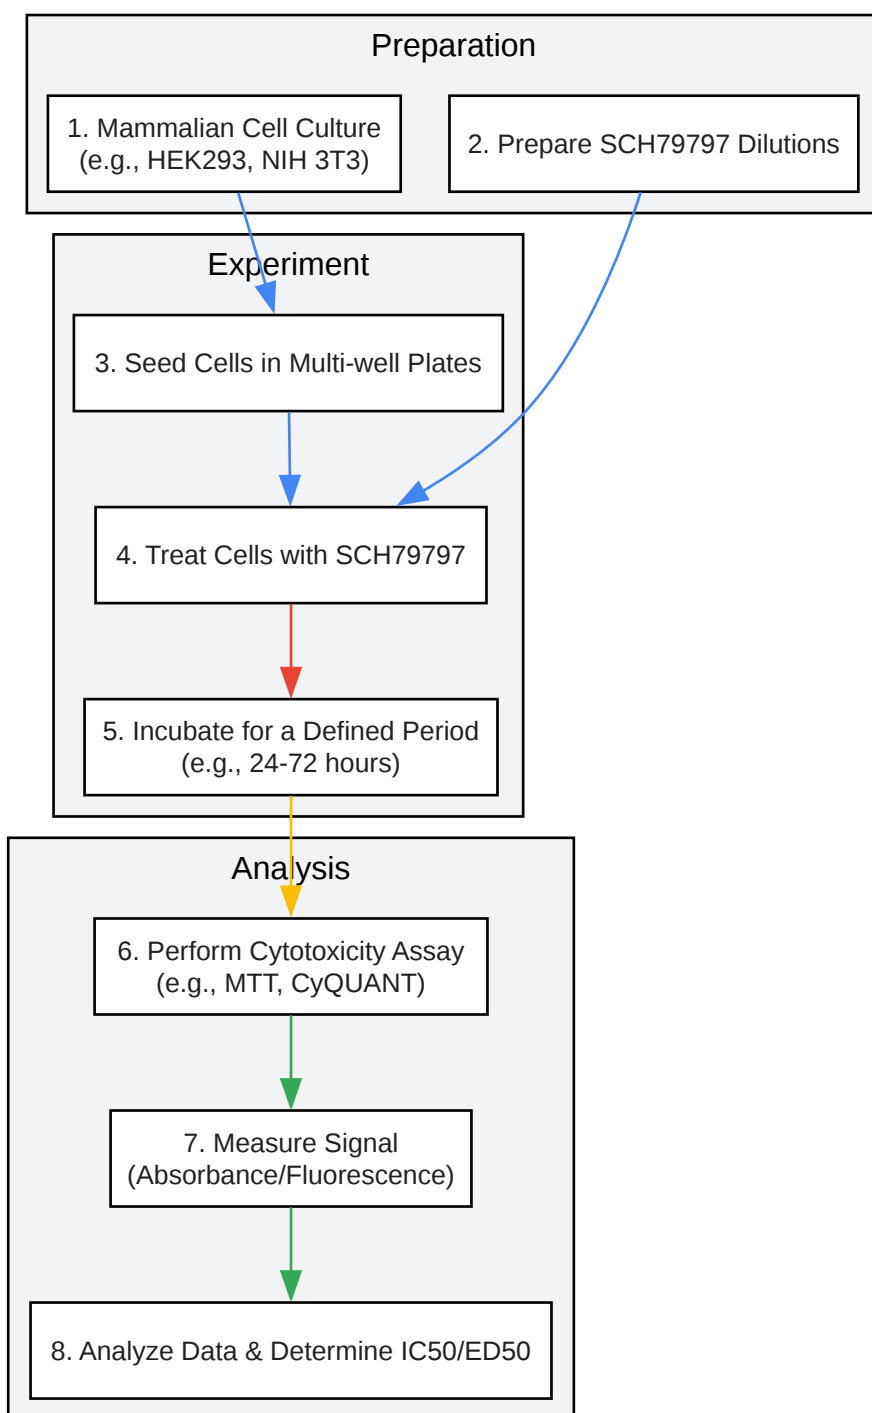 Preparation
1. Mammalian Cell Culture
(e.g., HEK293, NIH 3T3)
2. Prepare SCH79797 Dilutions
Experiment
3. Seed Cells in Multi-well Plates
4. Treat Cells with SCH79797
5. Incubate for a Defined Period
(e.g., 24-72 hours)
Analysis
6. Perform Cytotoxicity Assay
(e.g., MTT, CyQUANT)
7. Measure Signal
(Absorbance/Fluorescence)
8. Analyze Data & Determine IC50/ED50